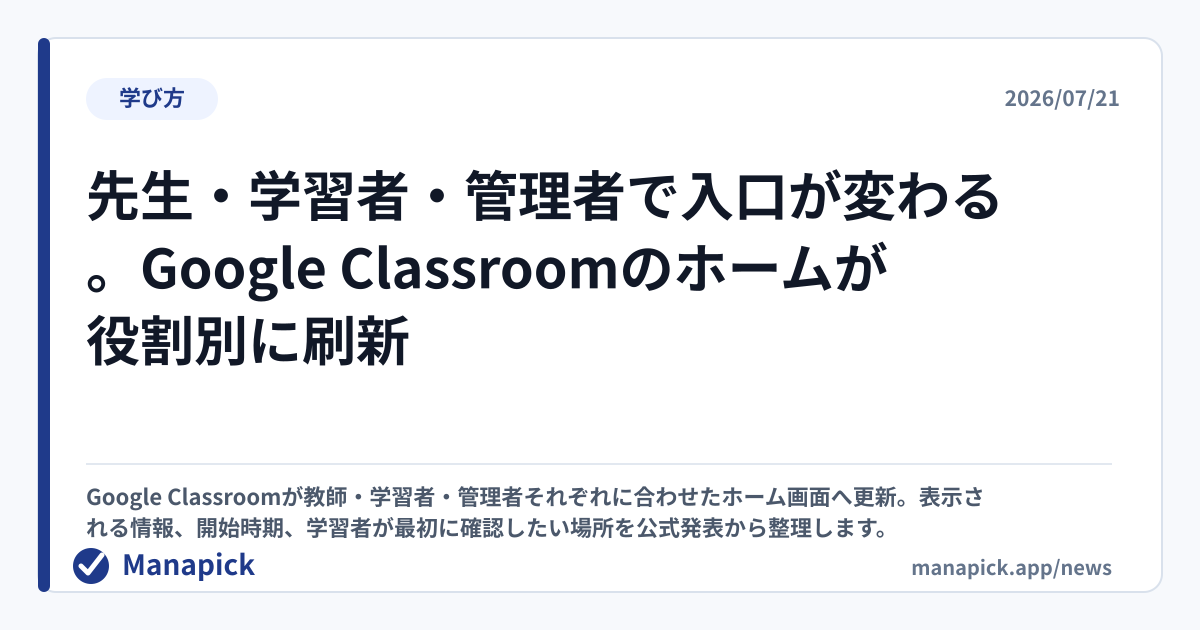 学び方
2026/07/21
先生・学習者・管理者で入口が変わる
。Google Classroomのホームが
役割別に刷新
Google Classroomが教師・学習者・管理者それぞれに合わせたホーム画面へ更新。表示さ
れる情報、開始時期、学習者が最初に確認したい場所を公式発表から整理します。
Manapick
manapick.app/news